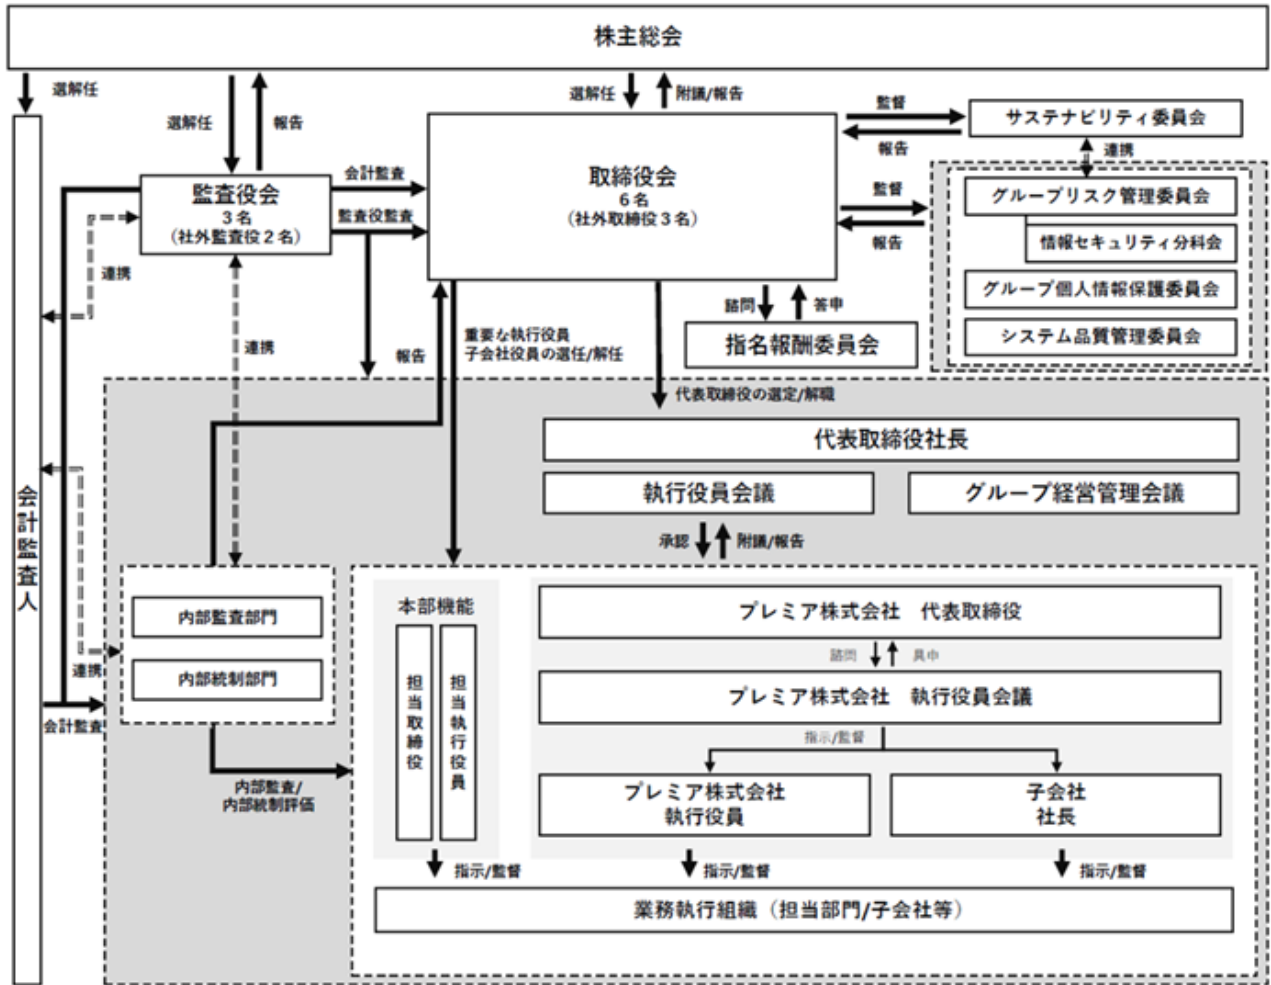 株主総会
選解任
選解任
報告
選解任
附議/報告
監督
報告
サステナビリティ委員会
連携
監査役会
3名
（社外監査役２名）
会計監査
監査役監査
取締役会
6名
（社外取締役３名）
監督
報告
グループリスク管理委員会
情報セキュリティ分科会
グループ個人情報保護委員会
システム品質管理委員会
連携
連携
報告
重要な執行役員
子会社役員の選任/解任
諮問
答申
指名報酬委員会
代表取締役の選定/解職
代表取締役社長
執行役員会議
グループ経営管理会議
承認
附議/報告
会計監査人
内部監査部門
内部統制部門
連携
会計監査
内部監査/
内部統制評価
本部機能
担当取締役
担当執行役員
プレミア株式会社　代表取締役
諮問
具申
プレミア株式会社　執行役員会議
指示/監督
プレミア株式会社
執行役員
子会社
社長
指示/監督
指示/監督
指示/監督
業務執行組織（担当部門/子会社等）